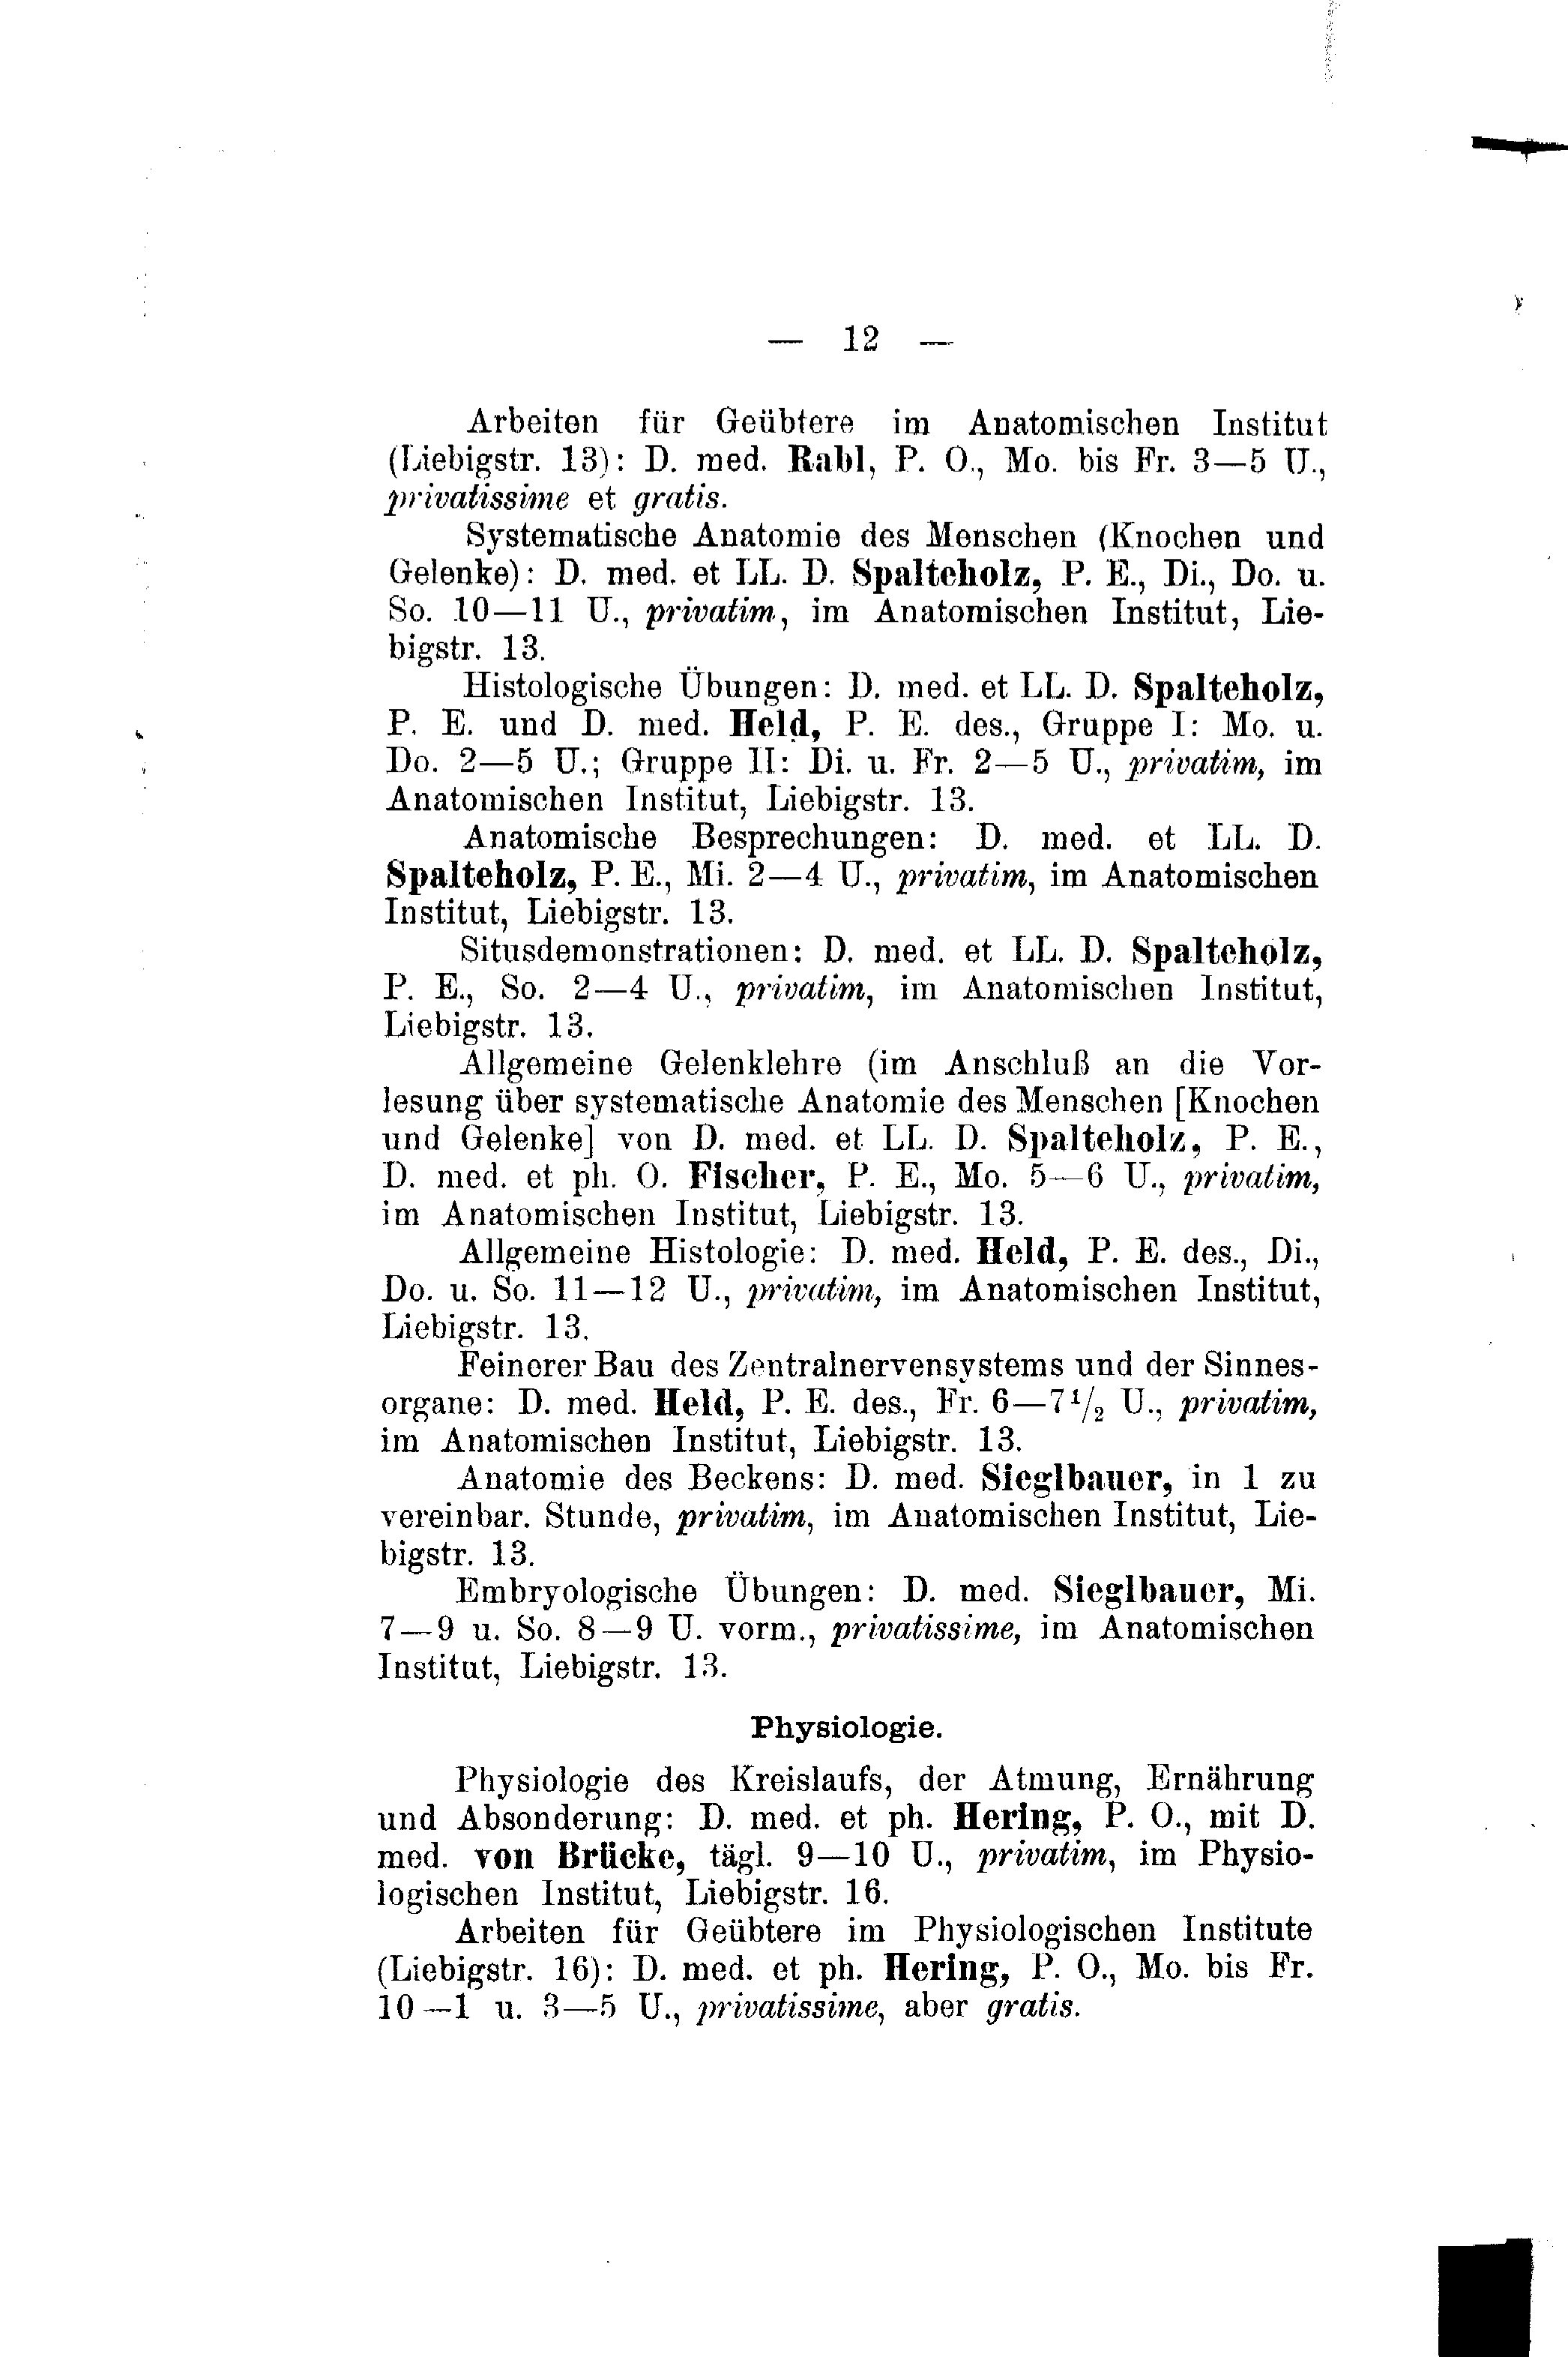 — 12 —
Arbeiten für Geübtere im Anatomischen Institut
(Liebigstr. 13): D. med. Rabl, P. O., Mo. bis Fr. 3—5 U.,
privatissime et gratis.
Systematische Anatomie des Menschen (Knochen und
Gelenke): D. med. et LL. D. Spalteholz, P. E., Di., Do. u.
So. 10—11 U., privatim, im Anatomischen Institut, Lie-
bigstr. 13.
Histologische Übungen: D. med. et LL. D. Spalteholz,
P. E. und D. med. Held, P. E. des., Gruppe I: Mo. u.
Do. 2—5 U.; Gruppe II: Di. u. Fr. 2—5 U., privatim, im
Anatomischen Institut, Liebigstr. 13.
Anatomische Besprechungen: D. med. et LL. D.
Spalteholz, P. E., Mi. 2—4 U., privatim, im Anatomischen
Institut, Liebigstr. 13.
Situsdemonstrationen: D. med. et LL. D. Spalteholz,
P. E., So. 2—4 U., privatim, im Anatomischen Institut,
Liebigstr. 13.
Allgemeine Gelenklehre (im Anschluß an die Vor-
lesung über systematische Anatomie des Menschen [Knochen
und Gelenke] von D. med. et LL. D. Spalteholz, P. E.,
D. med. et ph. O. Fischer, P. E., Mo. 5—6 U., privatim,
im Anatomischen Institut, Liebigstr. 13.
Allgemeine Histologie: D. med. Held, P. E. des., Di.,
Do. u. So. 11—12 U., privatim, im Anatomischen Institut,
Liebigstr. 13.
Feinerer Bau des Zentralnervensystems und der Sinnes-
organe: D. med. Held, P. E. des., Fr. 6—7 1/2 U., privatim,
im Anatomischen Institut, Liebigstr. 13.
Anatomie des Beckens: D. med. Sieglbauer, in 1 zu
vereinbar. Stunde, privatim, im Anatomischen Institut, Lie-
bigstr. 13.
Embryologische Übungen: D. med. Sieglbauer, Mi.
7—9 u. So. 8—9 U. vorm., privatissime, im Anatomischen
Institut, Liebigstr. 13.
Physiologie.
Physiologie des Kreislaufs, der Atmung, Ernährung
und Absonderung: D. med. et ph. Hering, P. O., mit D.
med. von Brücke, tägl. 9—10 U., privatim, im Physio-
logischen Institut, Liebigstr. 16.
Arbeiten für Geübtere im Physiologischen Institute
(Liebigstr. 16): D. med. et ph. Hering, P. O., Mo. bis Fr.
10—1 u. 3—5 U., privatissime, aber gratis.